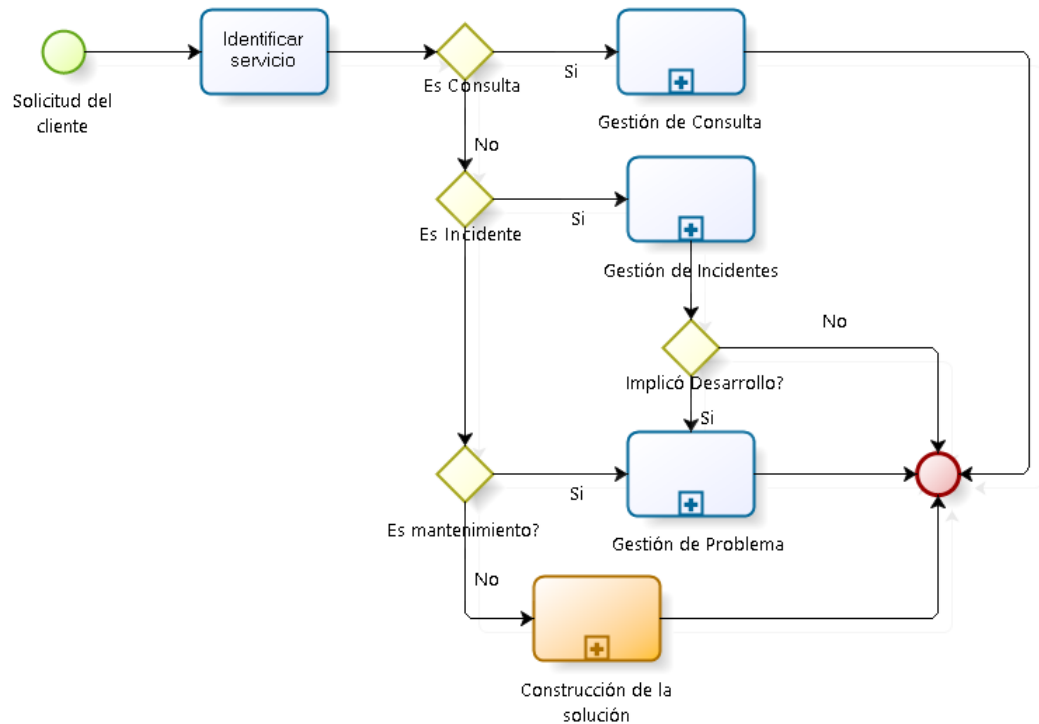 Identificar
servicio
Solicitud del
cliente
Es Consulta
Si
Gestión de Consulta
No
Es Incidente
Si
Gestión de Incidentes
No
Implicó Desarrollo?
Si
Es mantenimiento?
Si
Gestión de Problema
No
Construcción de la
solución